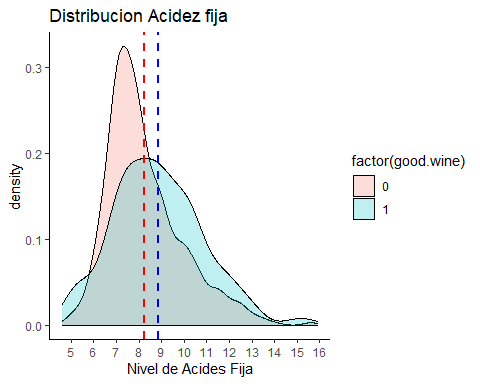 Distribucion Acidez fija
density
0.3
0.2
0.1
0.0
5 6 7 8 9 10 11 12 13 14 15 16
Nivel de Acides Fija
factor(good.wine)
0
1